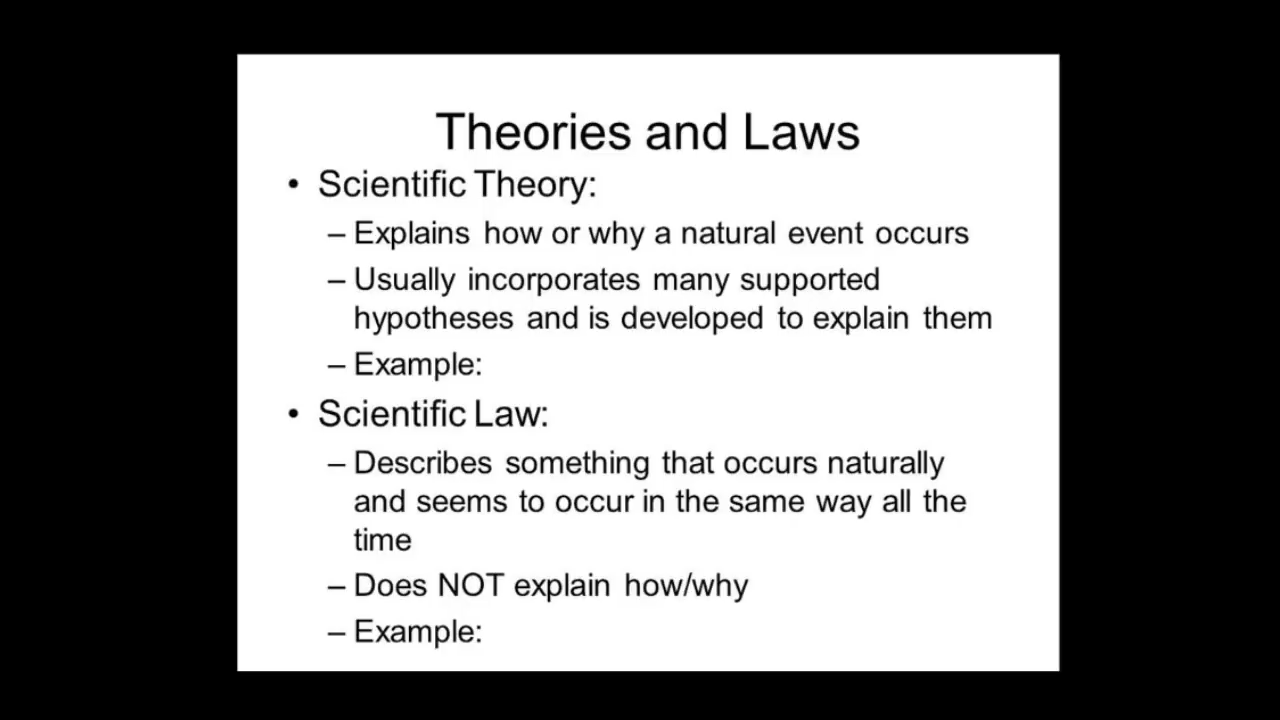 Theories and Laws
• Scientific Theory:
– Explains how or why a natural event occurs
– Usually incorporates many supported
hypotheses and is developed to explain them
– Example:
• Scientific Law:
– Describes something that occurs naturally
and seems to occur in the same way all the
time
– Does NOT explain how/why
– Example: